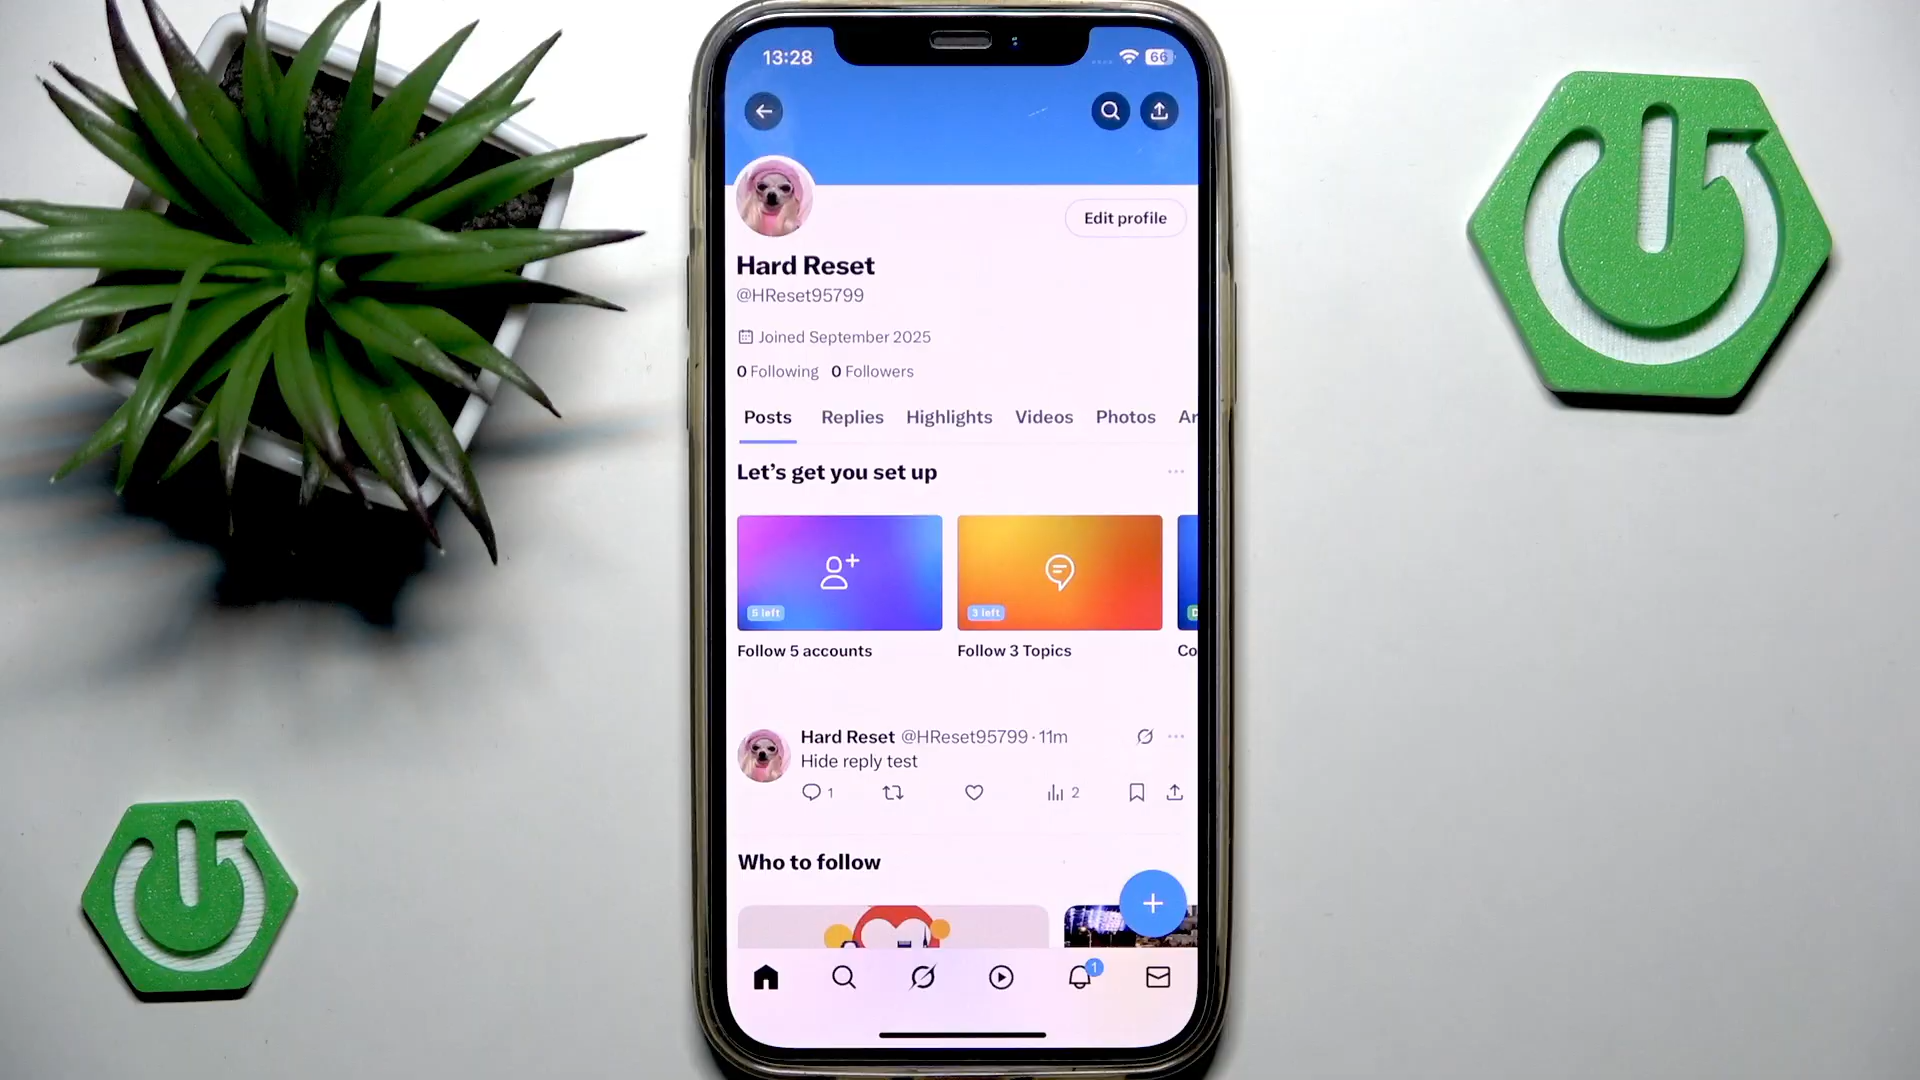 13:28
66
Edit profile
Hard Reset
@HReset95799
Joined September 2025
0 Following 0 Followers
Posts Replies Highlights Videos Photos Ar
Let's get you set up
5 left
3 left
Follow 5 accounts
Follow 3 Topics
Co
Hard Reset @HReset95799 · 11m
Hide reply test
1
2
Who to follow
1